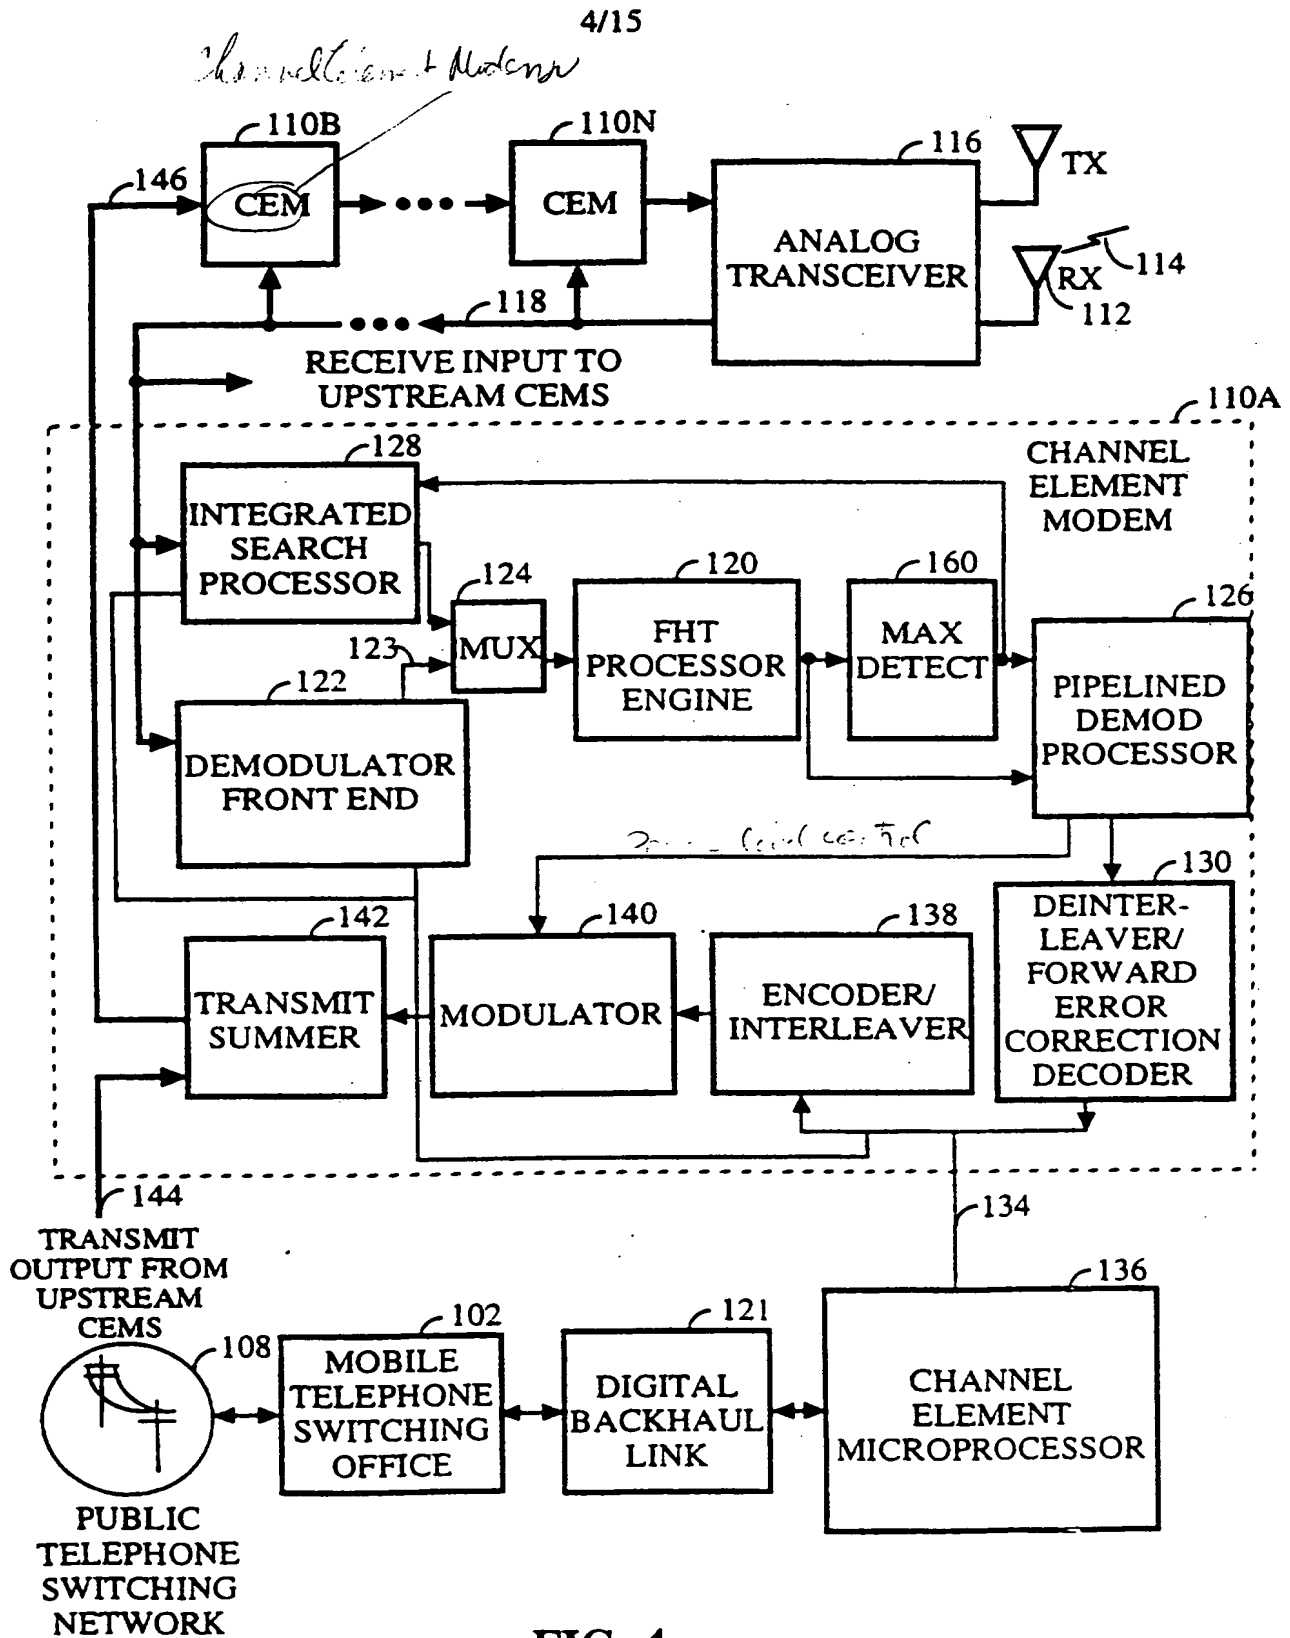 4/15
Channel Element Modem
110B
110N
116
TX
146
CEM
CEM
ANALOG
TRANSCEIVER
114
RX
112
118
RECEIVE INPUT TO
UPSTREAM CEMS
110A
128
CHANNEL
ELEMENT
MODEM
INTEGRATED
SEARCH
PROCESSOR
124
120
160
126
MUX
FHT
PROCESSOR
ENGINE
MAX
DETECT
123
122
PIPELINED
DEMOD
PROCESSOR
DEMODULATOR
FRONT END
control
130
142
140
138
DEINTER-
LEAVER/
FORWARD
ERROR
CORRECTION
DECODER
TRANSMIT
SUMMER
MODULATOR
ENCODER/
INTERLEAVER
144
134
TRANSMIT
OUTPUT FROM
UPSTREAM
CEMS
136
108
102
121
MOBILE
TELEPHONE
SWITCHING
OFFICE
DIGITAL
BACKHAUL
LINK
CHANNEL
ELEMENT
MICROPROCESSOR
PUBLIC
TELEPHONE
SWITCHING
NETWORK